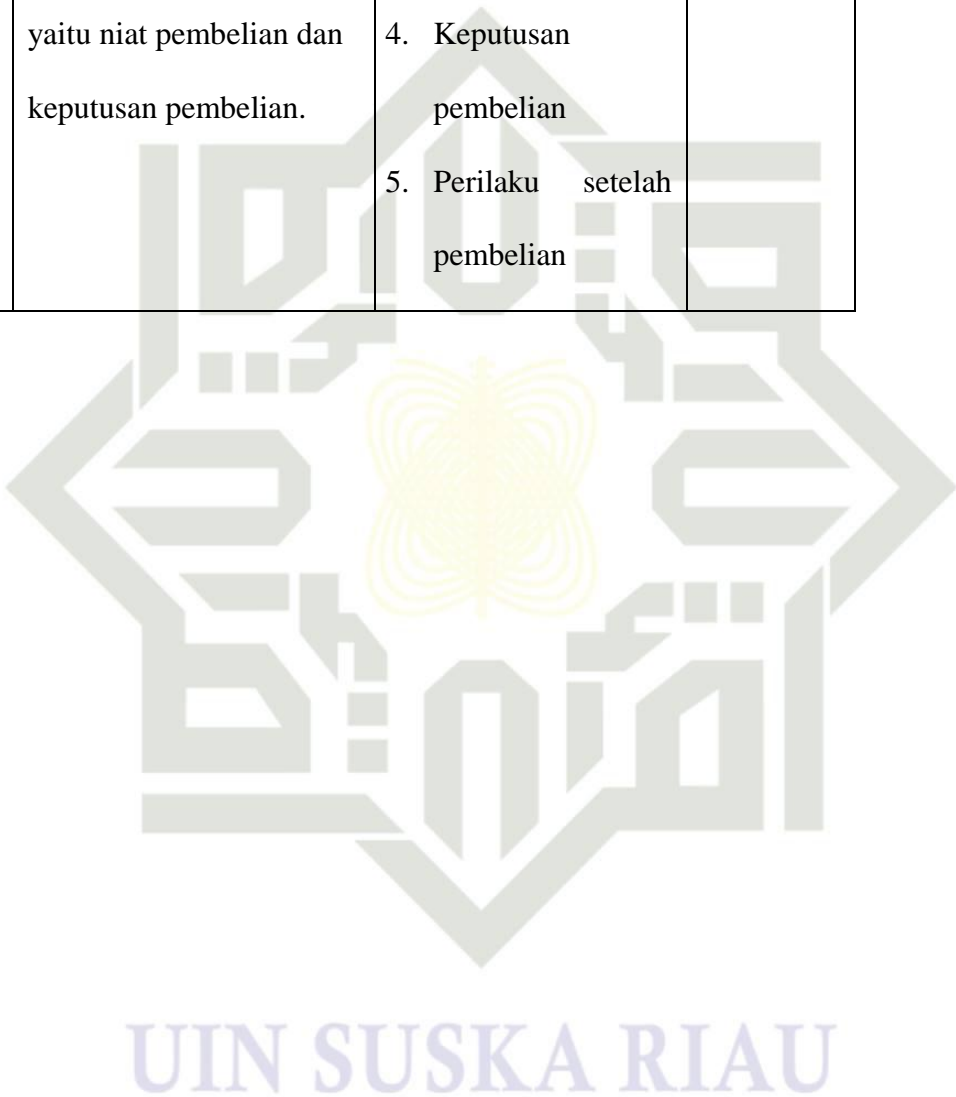 yaitu niat pembelian dan
keputusan pembelian.
4. Keputusan
pembelian
5. Perilaku setelah
pembelian
UIN SUSKA RIAU